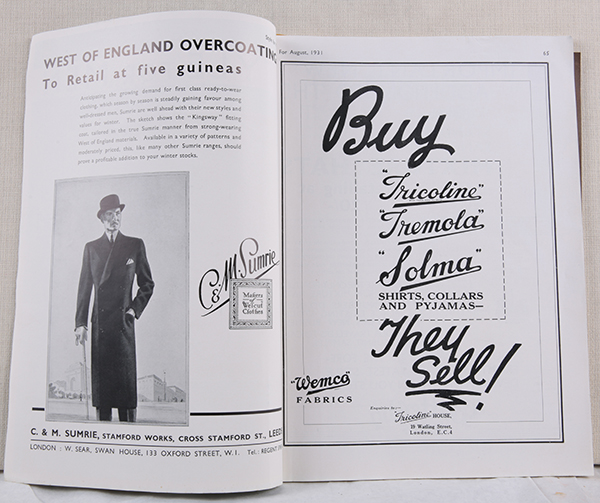 WEST OF ENGLAND OVERCOATING
To Retail at five guineas
Anticipating the growing demand for first class ready-to-wear
clothing, which season by season is steadily gaining favour among
well-dressed men, Sumrie are well ahead with their new styles and
values for winter. The sketch shows the "Kingsway" fitting
coat, tailored in the true Sumrie manner from strong-wearing
West of England materials. Available in a variety of patterns and
moderately priced, this, like many other Sumrie ranges, should
prove a profitable addition to your winter stocks.
C. & M. Sumrie
Makers
of
Welcut
Clothes
C. & M. SUMRIE, STAMFORD WORKS, CROSS STAMFORD ST., LEED
LONDON: W. SEAR, SWAN HOUSE, 133 OXFORD STREET, W.1. Tel.: REGENT
For August, 1931
65
Buy
"Tricoline"
"Tremola"
"Solma"
SHIRTS, COLLARS
AND PYJAMAS—
They
Sell!
"Wemco"
FABRICS
Enquiries to:—
"Tricoline" HOUSE,
19 Watling Street,
London, E.C.4